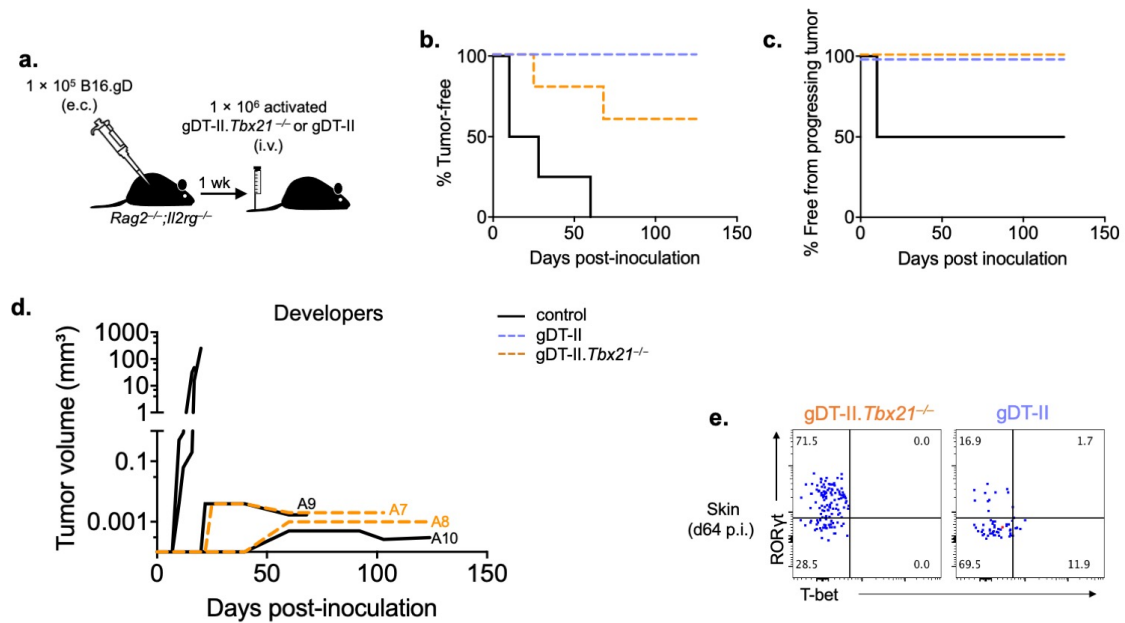 a.
1 × 10⁵ B16.gD
(e.c.)
1 × 10⁶ activated
gDT-II.Tbx21⁻/⁻ or gDT-II
(i.v.)
1 wk
Rag2⁻/⁻;Il2rg⁻/⁻
b.
% Tumor-free
100
50
0
0 50 100 150
Days post-inoculation
c.
% Free from progressing tumor
100
50
0
0 50 100 150
Days post inoculation
d.
Developers
Tumor volume (mm³)
1000
100
10
1
0.1
0.001
A9
A7
A8
A10
0 50 100 150
Days post-inoculation
control
gDT-II
gDT-II.Tbx21⁻/⁻
e.
gDT-II.Tbx21⁻/⁻
gDT-II
Skin
(d64 p.i.)
RORγt
71.5 0.0
28.5 0.0
16.9 1.7
69.5 11.9
T-bet